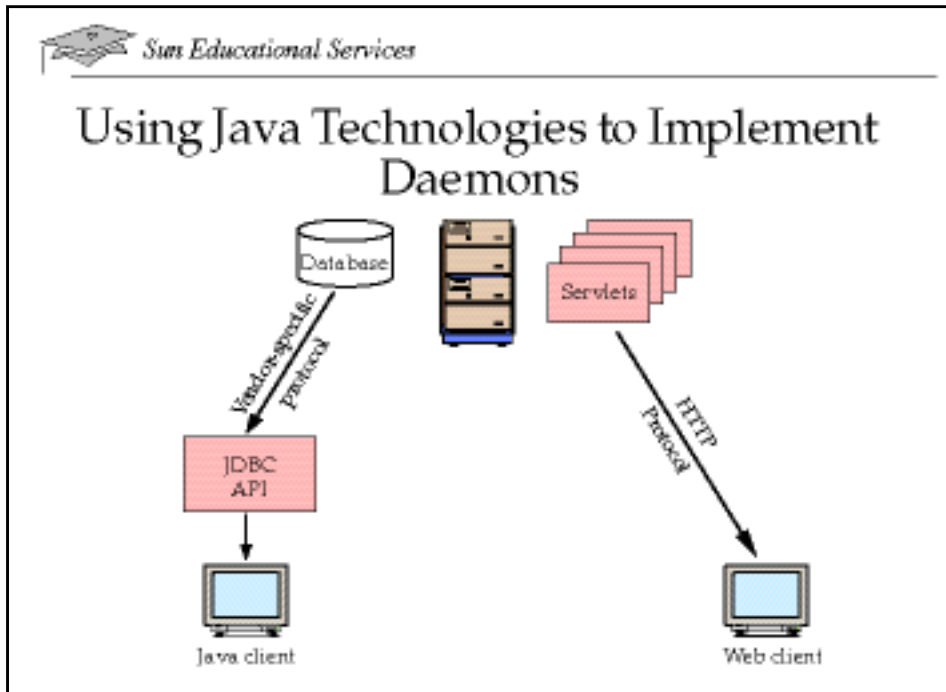 Sun Educational Services
Using Java Technologies to Implement
Daemons
Database
Servlets
Vendor-specific
protocol
HTTP
Protocol
JDBC
API
Java client
Web client